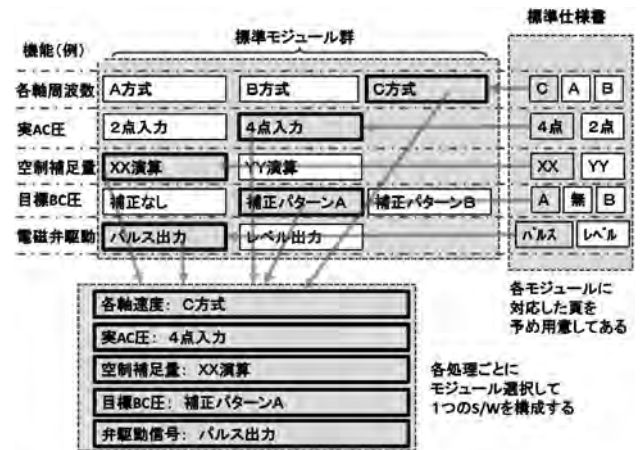 標準仕様書
標準モジュール群
機能(例)
各軸周波数 A方式 B方式 C方式 C A B
実AC圧 2点入力 4点入力 4点 2点
空制補足量 XX演算 YY演算 XX YY
目標BC圧 補正なし 補正パターンA 補正パターンB A 無 B
電磁弁駆動 パルス出力 レベル出力 パルス レベル
各モジュールに
対応した頁を
予め用意してある
各軸速度: C方式
実AC圧: 4点入力
空制補足量: XX演算
目標BC圧: 補正パターンA
弁駆動信号: パルス出力
各処理ごとに
モジュール選択して
1つのS/Wを構成する